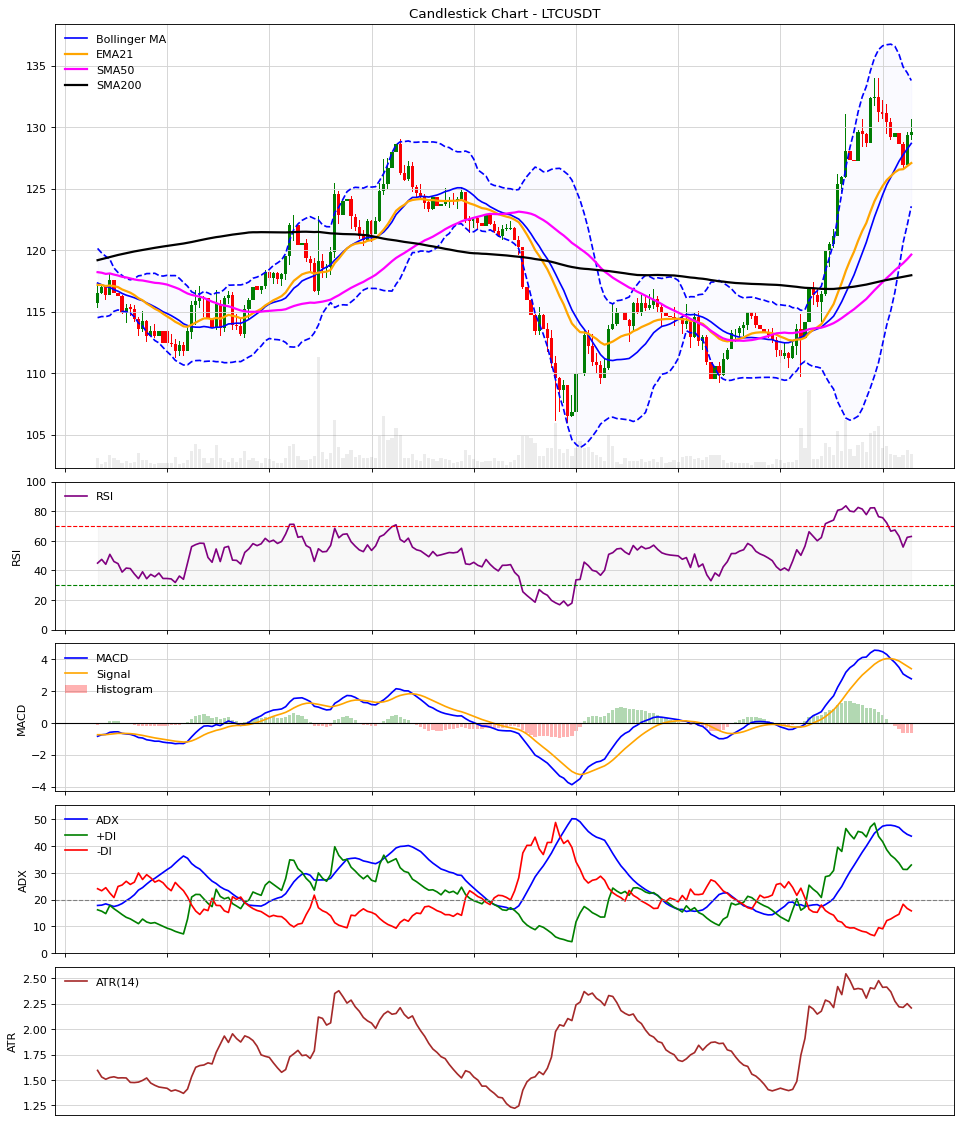 Candlestick Chart - LTCUSDT
Bollinger MA
EMA21
SMA50
SMA200
135
130
125
120
115
110
105
RSI
RSI
100
80
60
40
20
0
MACD
Signal
Histogram
MACD
4
2
0
−2
−4
ADX
+DI
-DI
ADX
50
40
30
20
10
0
ATR(14)
ATR
2.50
2.25
2.00
1.75
1.50
1.25